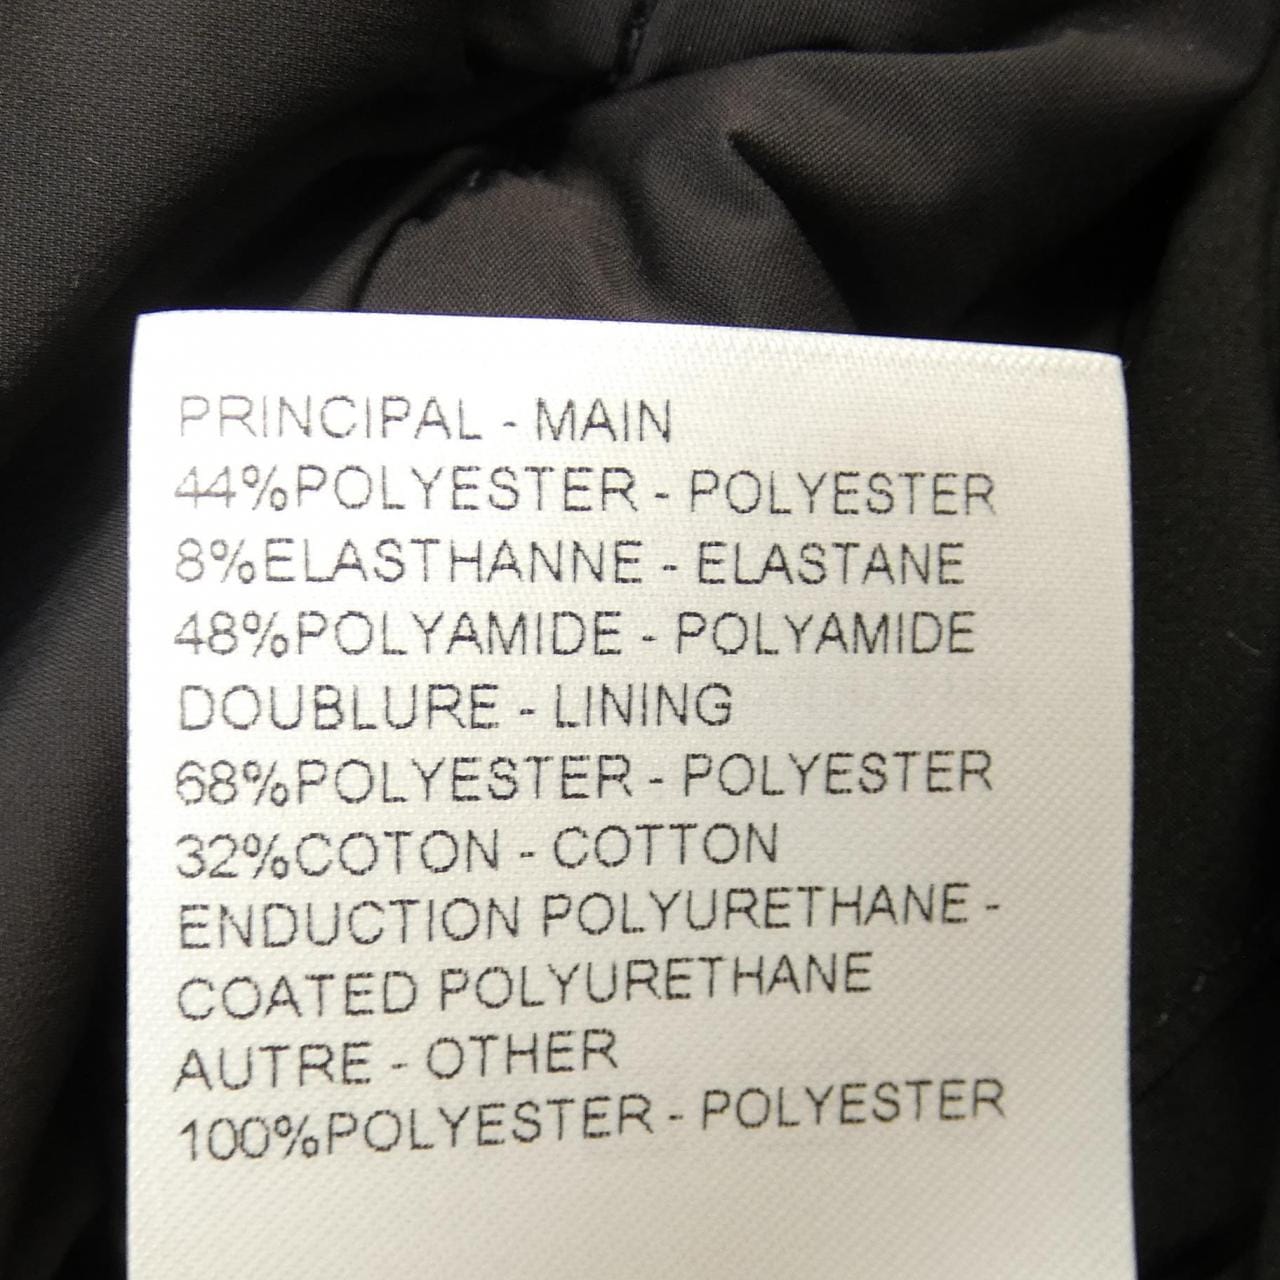 PRINCIPAL - MAIN
44%POLYESTER - POLYESTER
8%ELASTHANNE - ELASTANE
48%POLYAMIDE - POLYAMIDE
DOUBLURE - LINING
68%POLYESTER - POLYESTER
32%COTON - COTTON
ENDUCTION POLYURETHANE -
COATED POLYURETHANE
AUTRE - OTHER
100%POLYESTER - POLYESTER